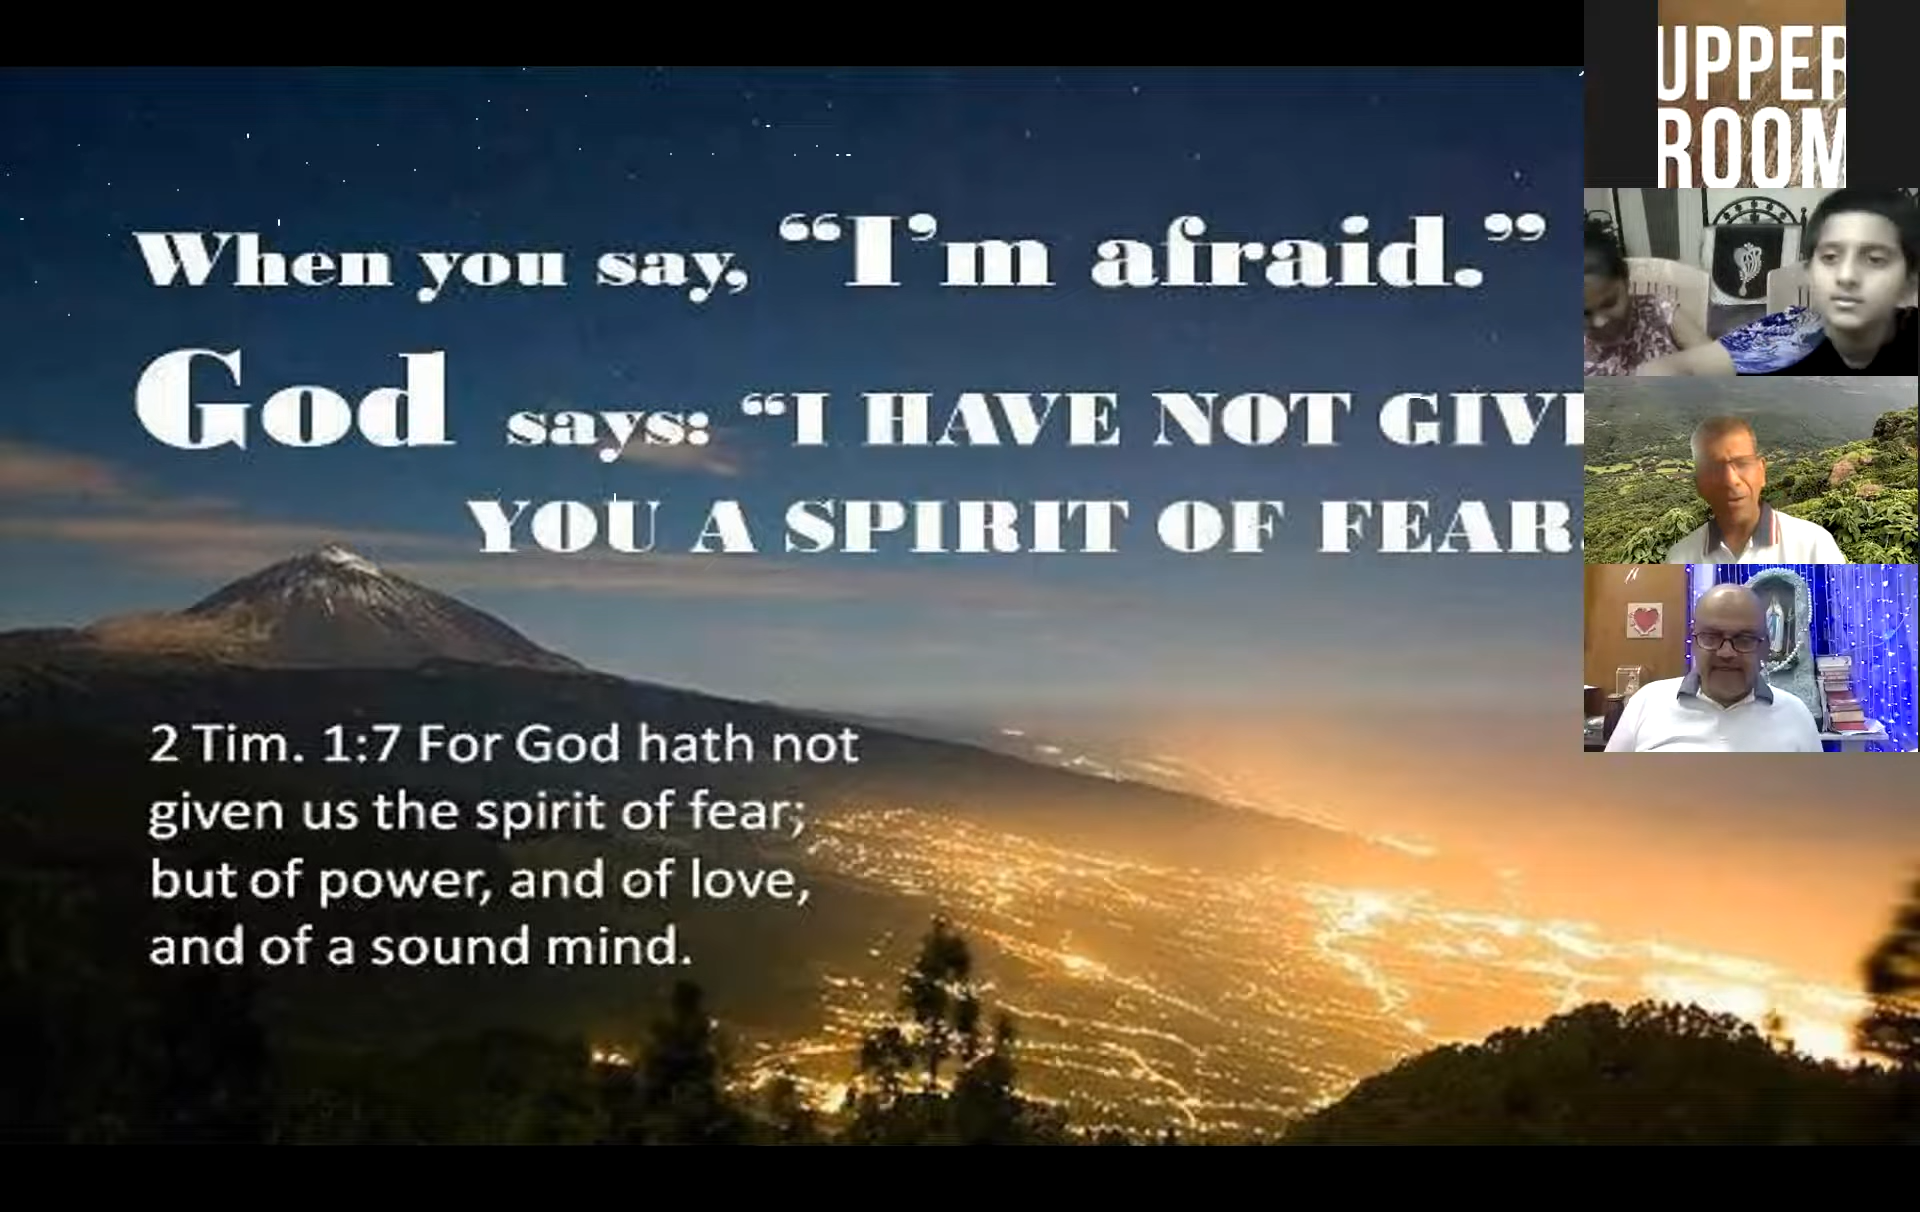 When you say, “I’m afraid.”
God says: “I HAVE NOT GIV
YOU A SPIRIT OF FEAR.
2 Tim. 1:7 For God hath not
given us the spirit of fear;
but of power, and of love,
and of a sound mind.
UPPER
ROOM